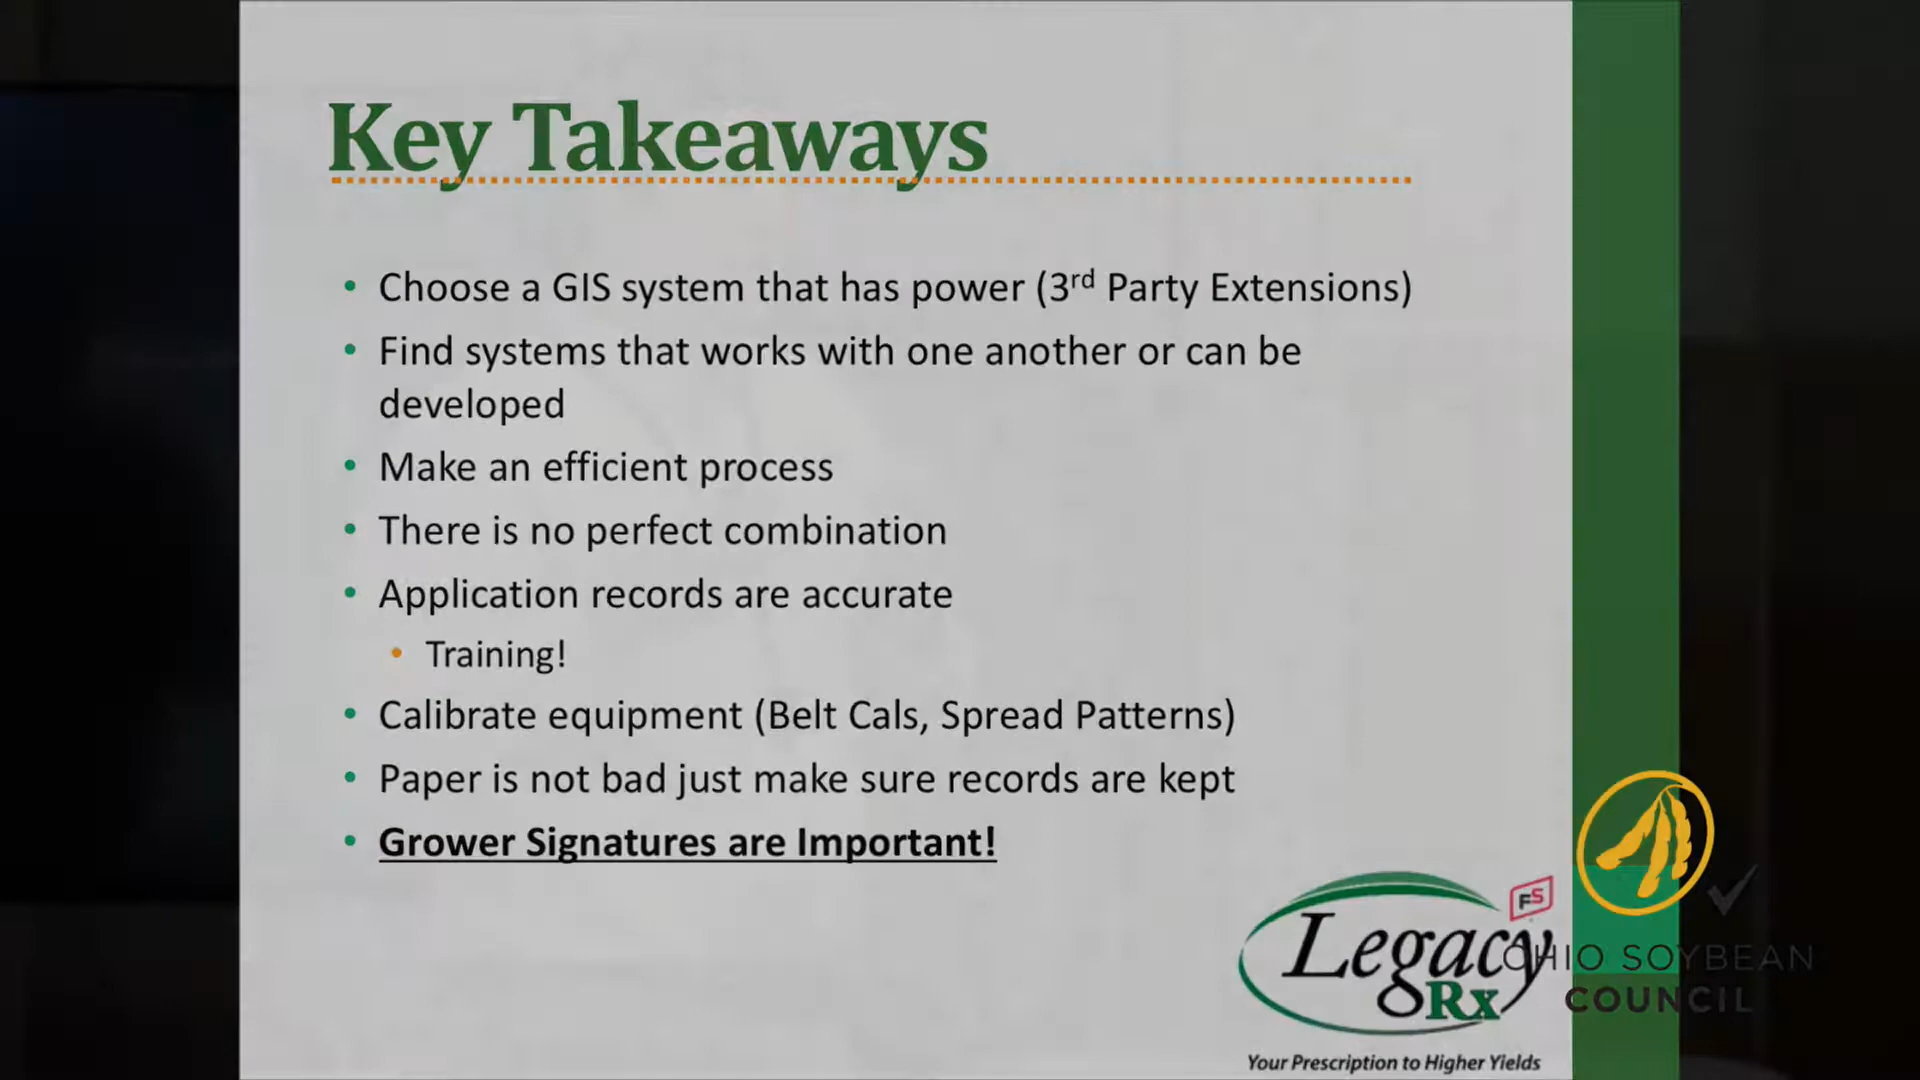 Key Takeaways
• Choose a GIS system that has power (3rd Party Extensions)
• Find systems that works with one another or can be
developed
• Make an efficient process
• There is no perfect combination
• Application records are accurate
• Training!
• Calibrate equipment (Belt Cals, Spread Patterns)
• Paper is not bad just make sure records are kept
• Grower Signatures are Important!
FS
Legacy
Rx
Your Prescription to Higher Yields
OHIO SOYBEAN
COUNCIL